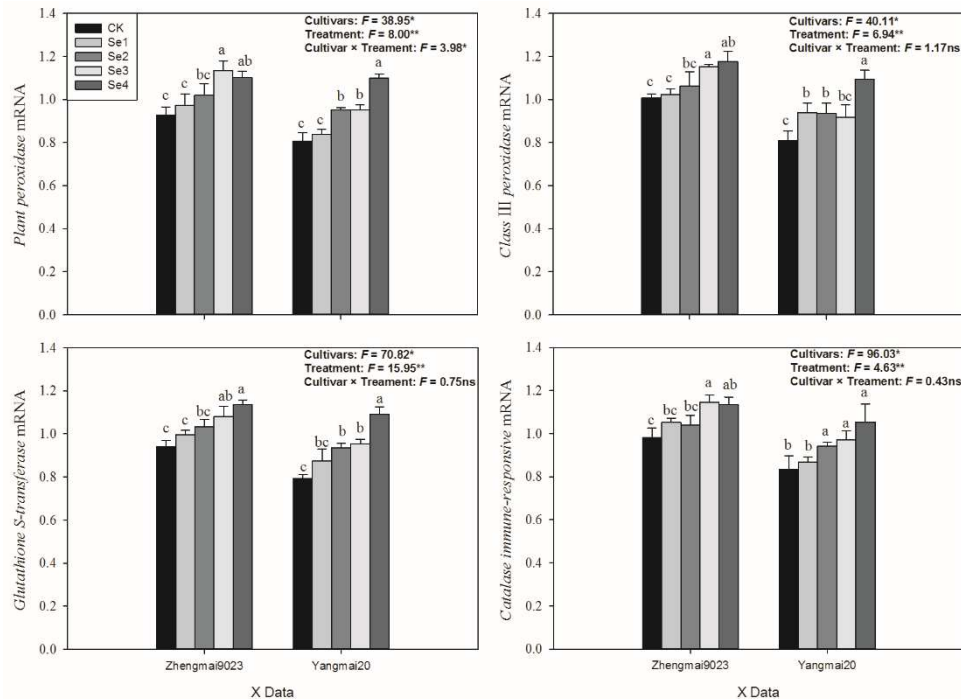 CK
Se1
Se2
Se3
Se4
Cultivars: F = 38.95*
Treatment: F = 8.00**
Cultivar × Treament: F = 3.98*
Plant peroxidase mRNA
1.4
1.2
1.0
0.8
0.6
0.4
0.2
0.0
c c bc a ab
c c b b a
Cultivars: F = 40.11*
Treatment: F = 6.94**
Cultivar × Treament: F = 1.17ns
Class III peroxidase mRNA
1.4
1.2
1.0
0.8
0.6
0.4
0.2
0.0
c c bc a ab
c b b bc a
Cultivars: F = 70.82*
Treatment: F = 15.95**
Cultivar × Treament: F = 0.75ns
Glutathione S-transferase mRNA
1.4
1.2
1.0
0.8
0.6
0.4
0.2
0.0
c c bc ab a
c bc b b a
Zhengmai9023 Yangmai20
X Data
Cultivars: F = 96.03*
Treatment: F = 4.63**
Cultivar × Treament: F = 0.43ns
Catalase immune-responsive mRNA
1.4
1.2
1.0
0.8
0.6
0.4
0.2
0.0
c bc bc a ab
b b a a a
Zhengmai9023 Yangmai20
X Data